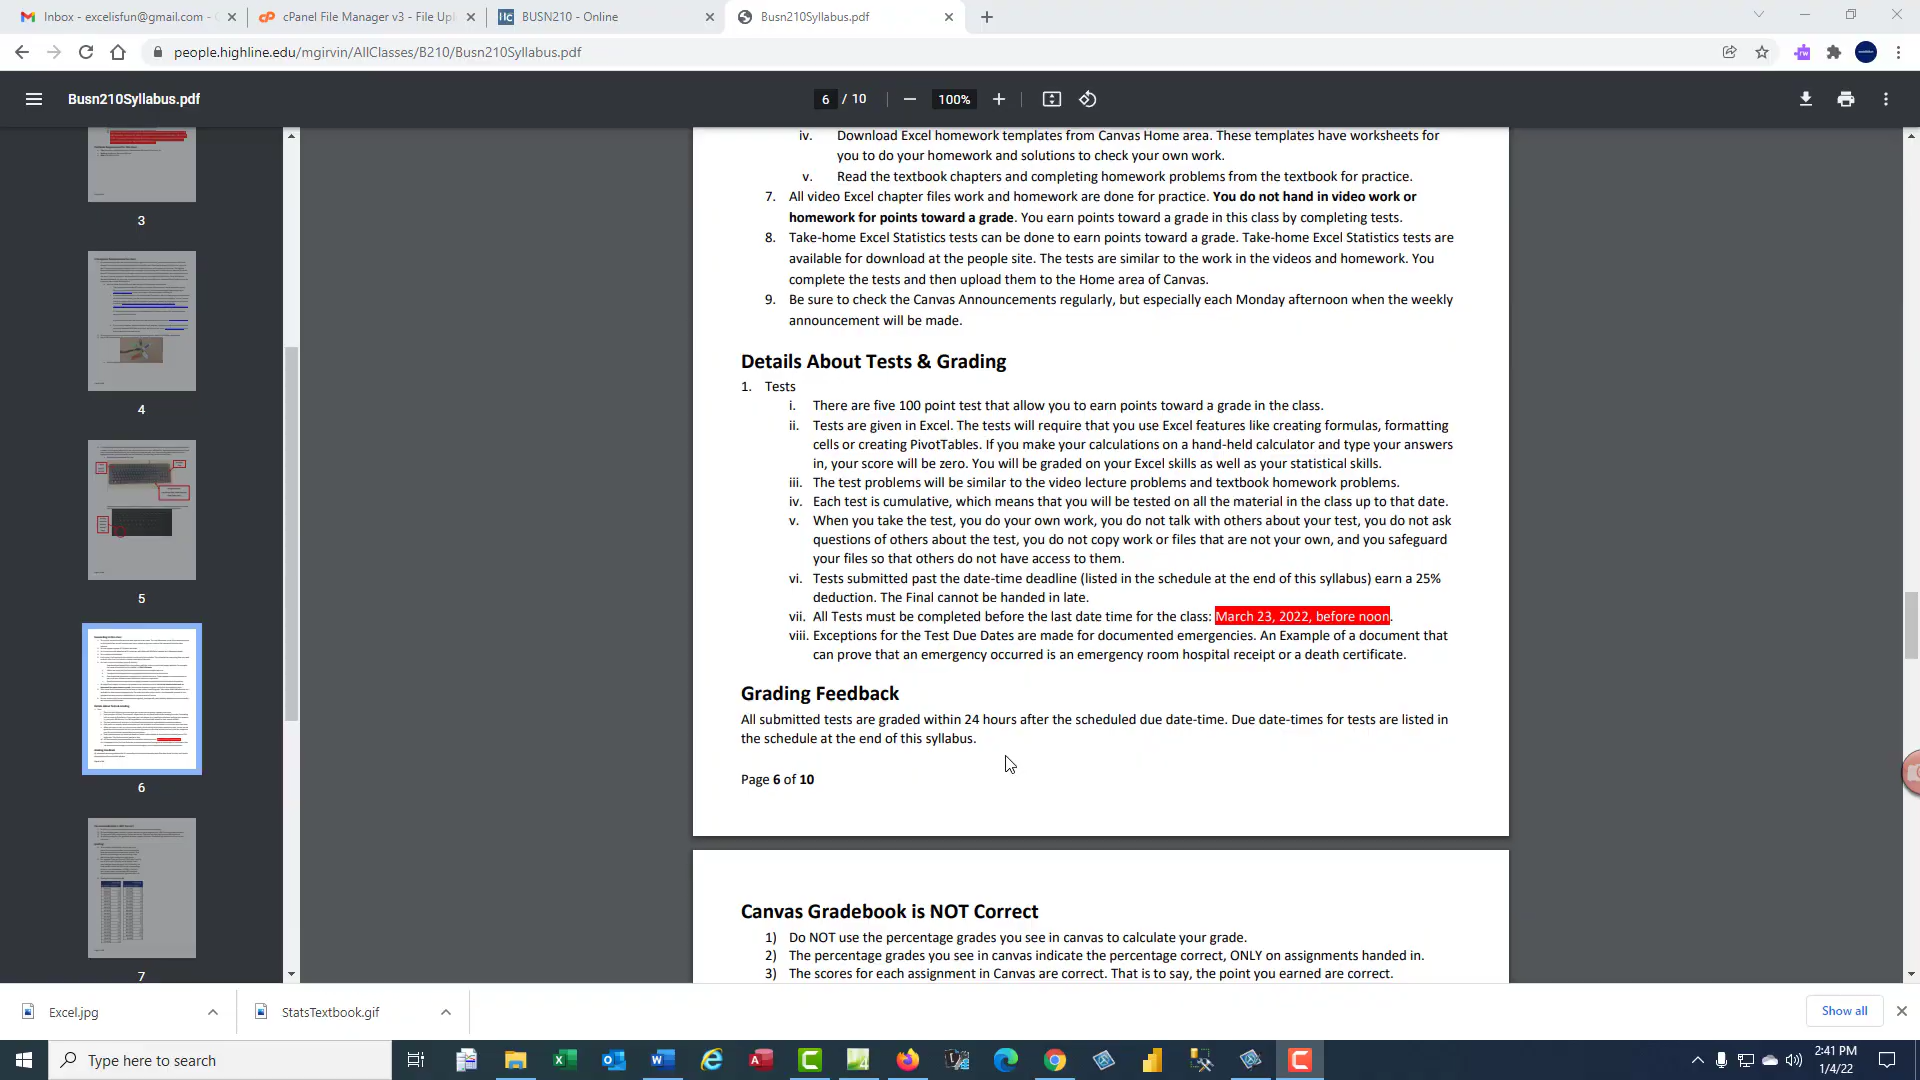 Inbox - excelisfun@gmail.com -
cPanel File Manager v3 - File Upl
BUSN210 - Online
Busn210Syllabus.pdf
people.highline.edu/mgirvin/AllClasses/B210/Busn210Syllabus.pdf
Busn210Syllabus.pdf
6 / 10
100%
iv. Download Excel homework templates from Canvas Home area. These templates have worksheets for
you to do your homework and solutions to check your own work.
v. Read the textbook chapters and completing homework problems from the textbook for practice.
7. All video Excel chapter files work and homework are done for practice. You do not hand in video work or
homework for points toward a grade. You earn points toward a grade in this class by completing tests.
8. Take-home Excel Statistics tests can be done to earn points toward a grade. Take-home Excel Statistics tests are
available for download at the people site. The tests are similar to the work in the videos and homework. You
complete the tests and then upload them to the Home area of Canvas.
9. Be sure to check the Canvas Announcements regularly, but especially each Monday afternoon when the weekly
announcement will be made.
Details About Tests & Grading
1. Tests
i. There are five 100 point test that allow you to earn points toward a grade in the class.
ii. Tests are given in Excel. The tests will require that you use Excel features like creating formulas, formatting
cells or creating PivotTables. If you make your calculations on a hand-held calculator and type your answers
in, your score will be zero. You will be graded on your Excel skills as well as your statistical skills.
iii. The test problems will be similar to the video lecture problems and textbook homework problems.
iv. Each test is cumulative, which means that you will be tested on all the material in the class up to that date.
v. When you take the test, you do your own work, you do not talk with others about your test, you do not ask
questions of others about the test, you do not copy work or files that are not your own, and you safeguard
your files so that others do not have access to them.
vi. Tests submitted past the date-time deadline (listed in the schedule at the end of this syllabus) earn a 25%
deduction. The Final cannot be handed in late.
vii. All Tests must be completed before the last date time for the class: March 23, 2022, before noon.
viii. Exceptions for the Test Due Dates are made for documented emergencies. An Example of a document that
can prove that an emergency occurred is an emergency room hospital receipt or a death certificate.
Grading Feedback
All submitted tests are graded within 24 hours after the scheduled due date-time. Due date-times for tests are listed in
the schedule at the end of this syllabus.
Page 6 of 10
Canvas Gradebook is NOT Correct
1) Do NOT use the percentage grades you see in canvas to calculate your grade.
2) The percentage grades you see in canvas indicate the percentage correct, ONLY on assignments handed in.
3) The scores for each assignment in Canvas are correct. That is to say, the point you earned are correct.
3
4
5
6
7
Excel.jpg
StatsTextbook.gif
Show all
Type here to search
2:41 PM
1/4/22